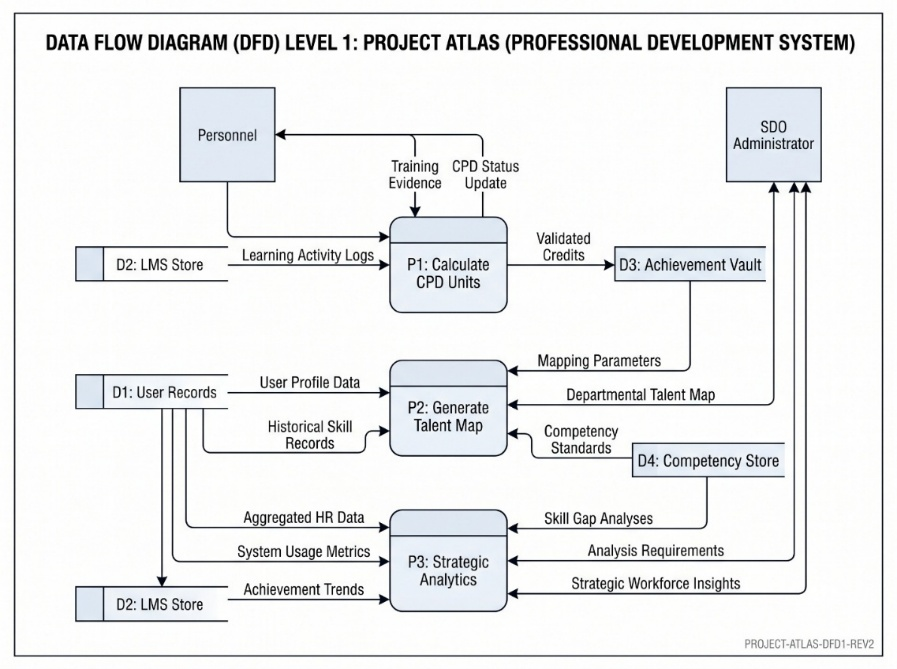 DATA FLOW DIAGRAM (DFD) LEVEL 1: PROJECT ATLAS (PROFESSIONAL DEVELOPMENT SYSTEM)
Personnel
SDO
Administrator
Training
Evidence
CPD Status
Update
D2: LMS Store
Learning Activity Logs
P1: Calculate
CPD Units
Validated
Credits
D3: Achievement Vault
Mapping Parameters
D1: User Records
User Profile Data
P2: Generate
Talent Map
Departmental Talent Map
Historical Skill
Records
Competency
Standards
D4: Competency Store
Aggregated HR Data
Skill Gap Analyses
System Usage Metrics
P3: Strategic
Analytics
Analysis Requirements
D2: LMS Store
Achievement Trends
Strategic Workforce Insights
PROJECT-ATLAS-DFD1-REV2